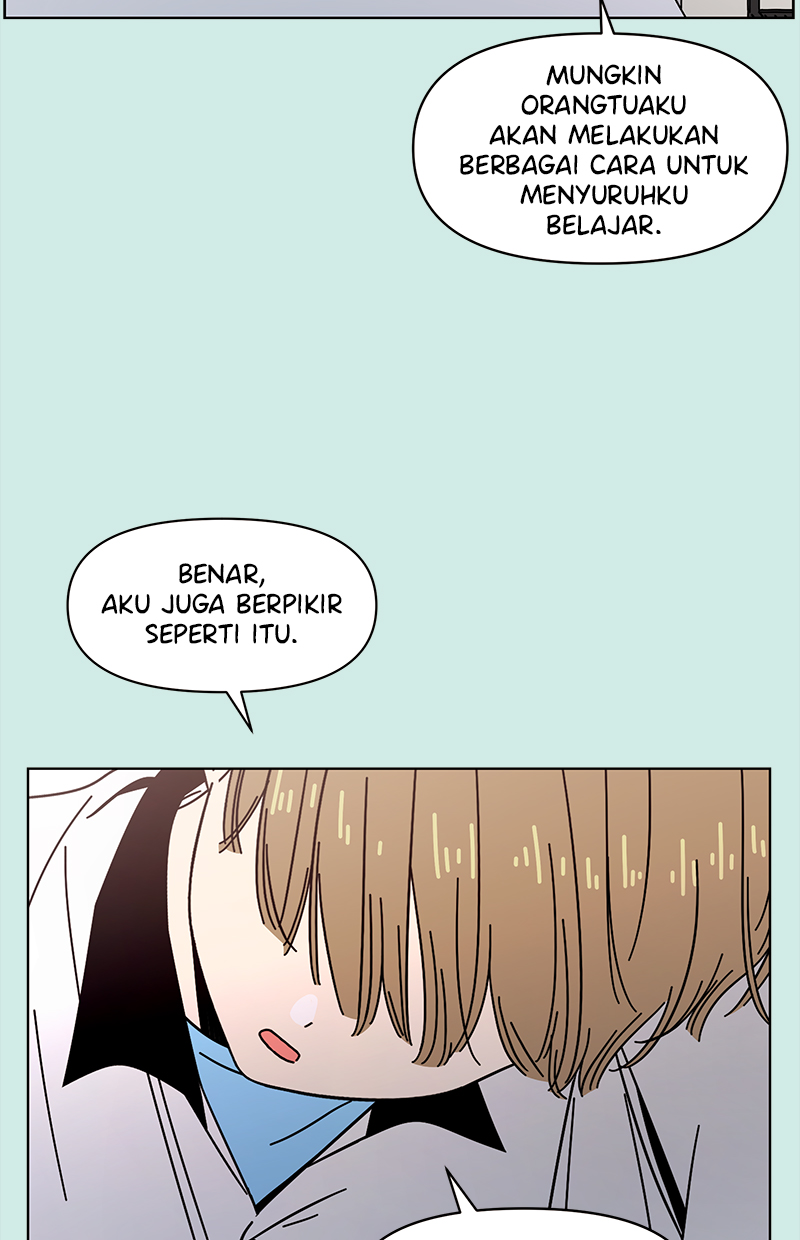 MUNGKIN
ORANGTUAKU
AKAN MELAKUKAN
BERBAGAI CARA UNTUK
MENYURUHKU
BELAJAR.
BENAR,
AKU JUGA BERPIKIR
SEPERTI ITU.